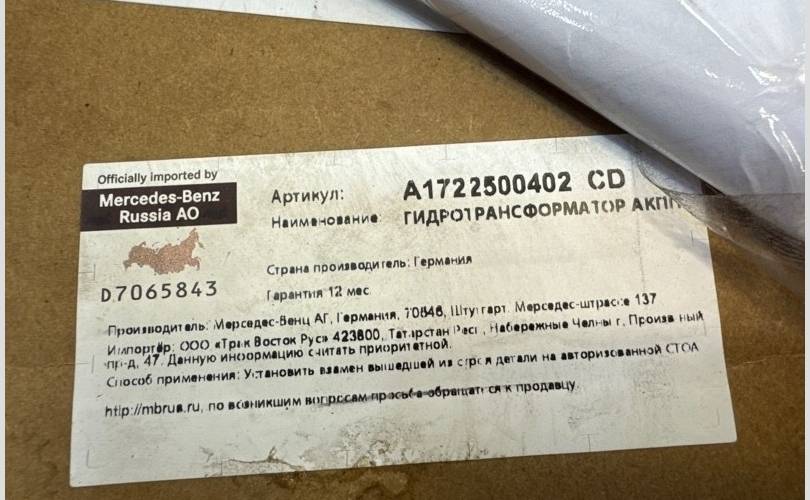 Officially imported by
Mercedes-Benz
Russia AO
D.7065843
Артикул: A1722500402 CD
Наименование: ГИДРОТРАНСФОРМАТОР АКПП
Страна производитель: Германия
Гарантия 12 мес
Производитель: Мерседес-Бенц АГ, Германия, 70546, Штутгарт. Мерседес-штрассе 137
Импортёр: ООО «Трак Восток Рус» 423800, Татарстан Респ, Набережные Челны г, Производственный
пр-д, 47. Данную информацию считать приоритетной.
Способ применения: Установить взамен вышедшей из строя детали на авторизованной СТОА
http://mbrus.ru, по возникшим вопросам просьба обращаться к продавцу.